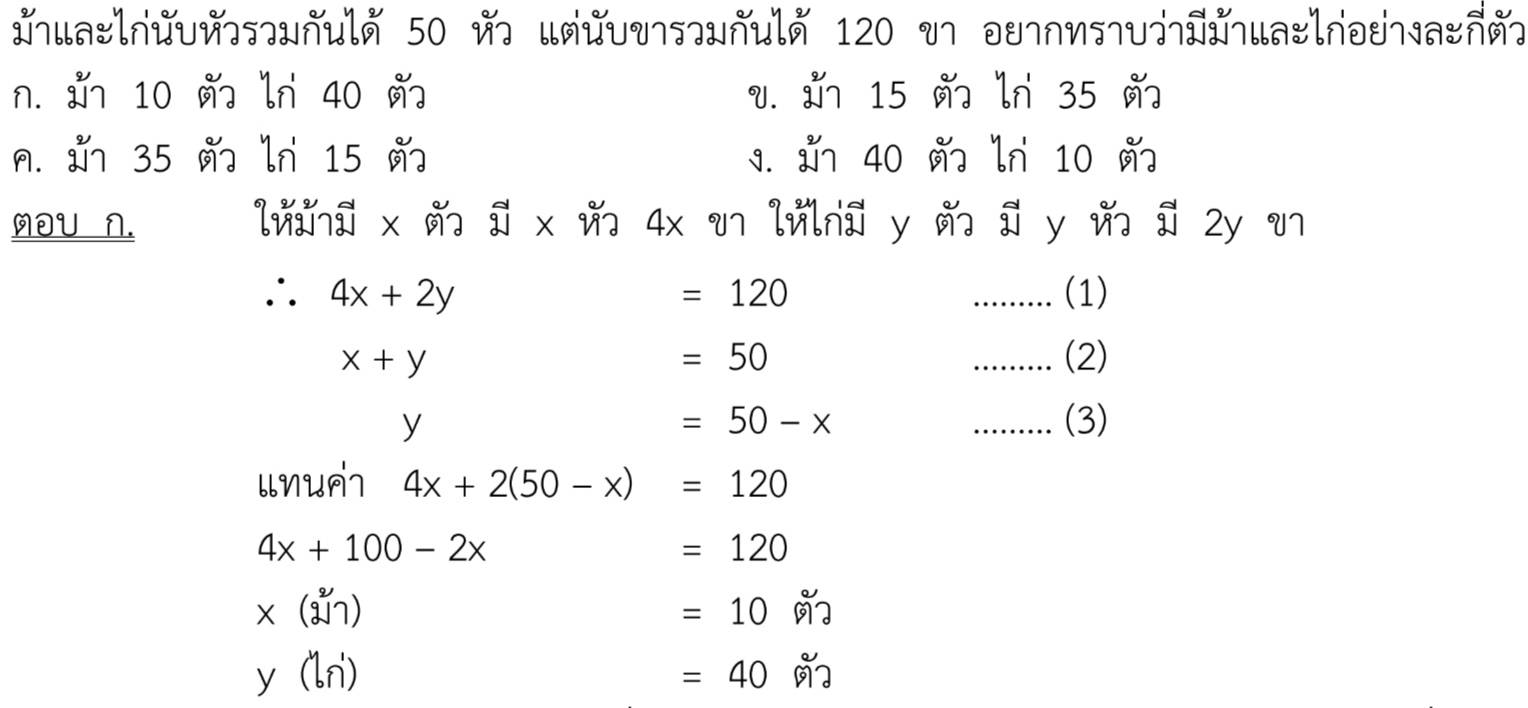 ม้าและไก่นับหัวรวมกันได้ 50 หัว แต่นับขารวมกันได้ 120 ขา อยากทราบว่ามีม้าและไก่อย่างละกี่ตัว
ก. ม้า 10 ตัว ไก่ 40 ตัว ข. ม้า 15 ตัว ไก่ 35 ตัว
ค. ม้า 35 ตัว ไก่ 15 ตัว ง. ม้า 40 ตัว ไก่ 10 ตัว
ตอบ ก. ให้ม้ามี x ตัว มี x หัว 4x ขา ให้ไก่มี y ตัว มี y หัว มี 2y ขา
∴ 4x + 2y = 120 ......... (1)
x + y = 50 ......... (2)
y = 50 – x ......... (3)
แทนค่า 4x + 2(50 – x) = 120
4x + 100 – 2x = 120
x (ม้า) = 10 ตัว
y (ไก่) = 40 ตัว